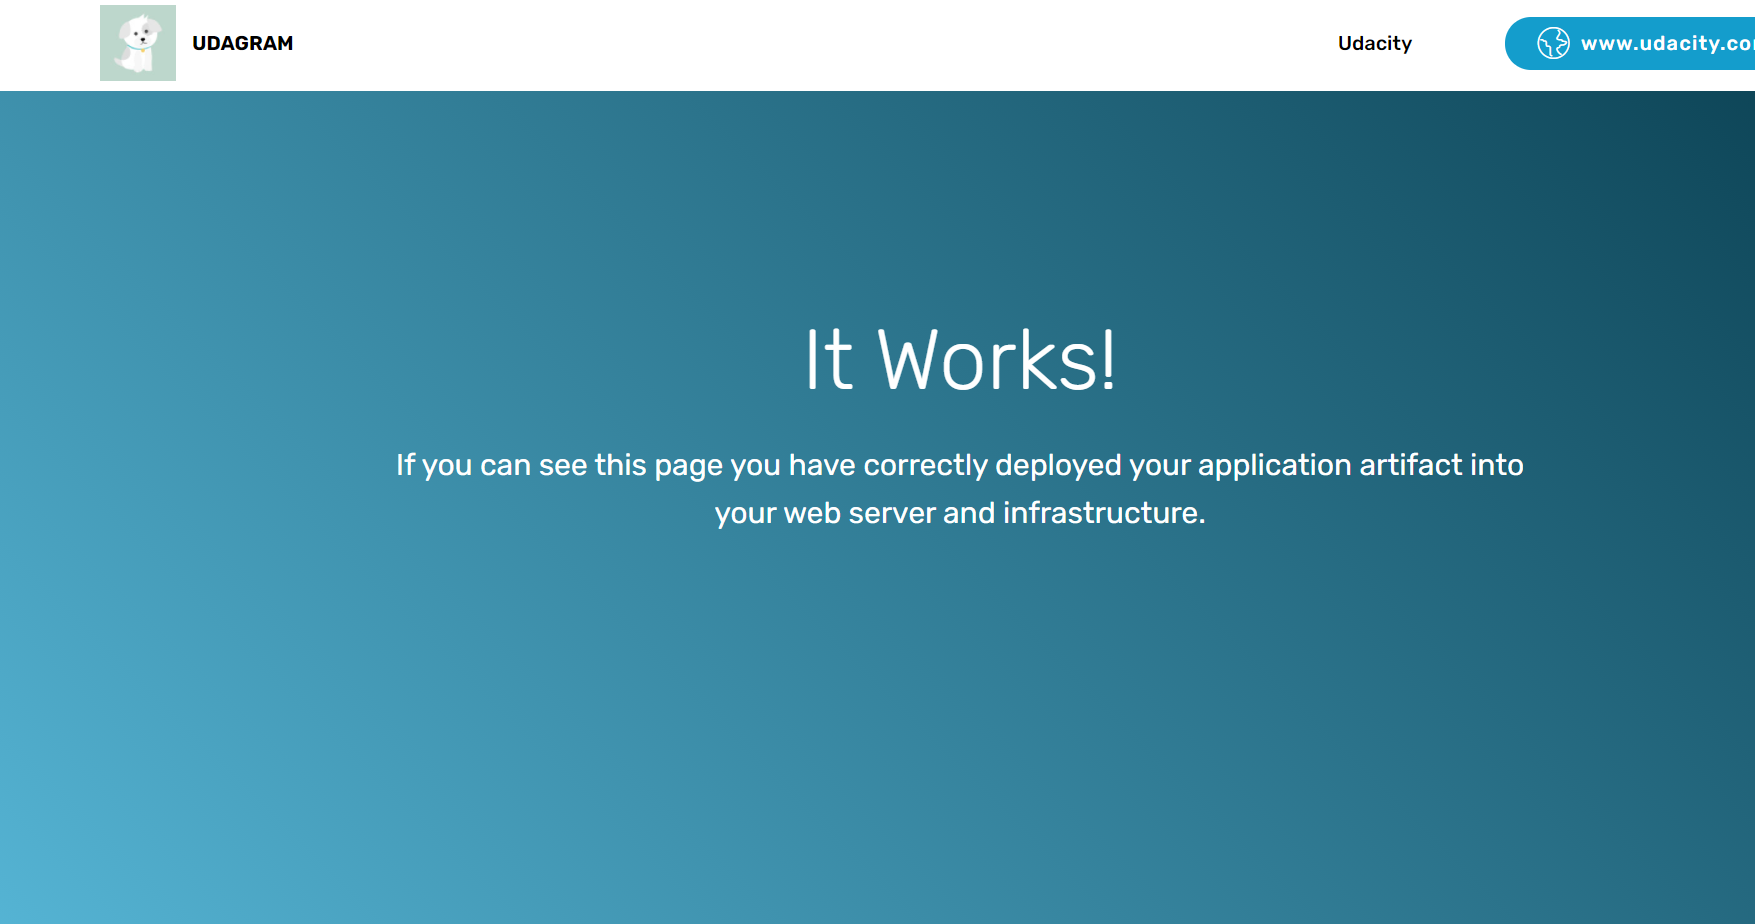 UDAGRAM
Udacity
www.udacity.co
It Works!
If you can see this page you have correctly deployed your application artifact into
your web server and infrastructure.